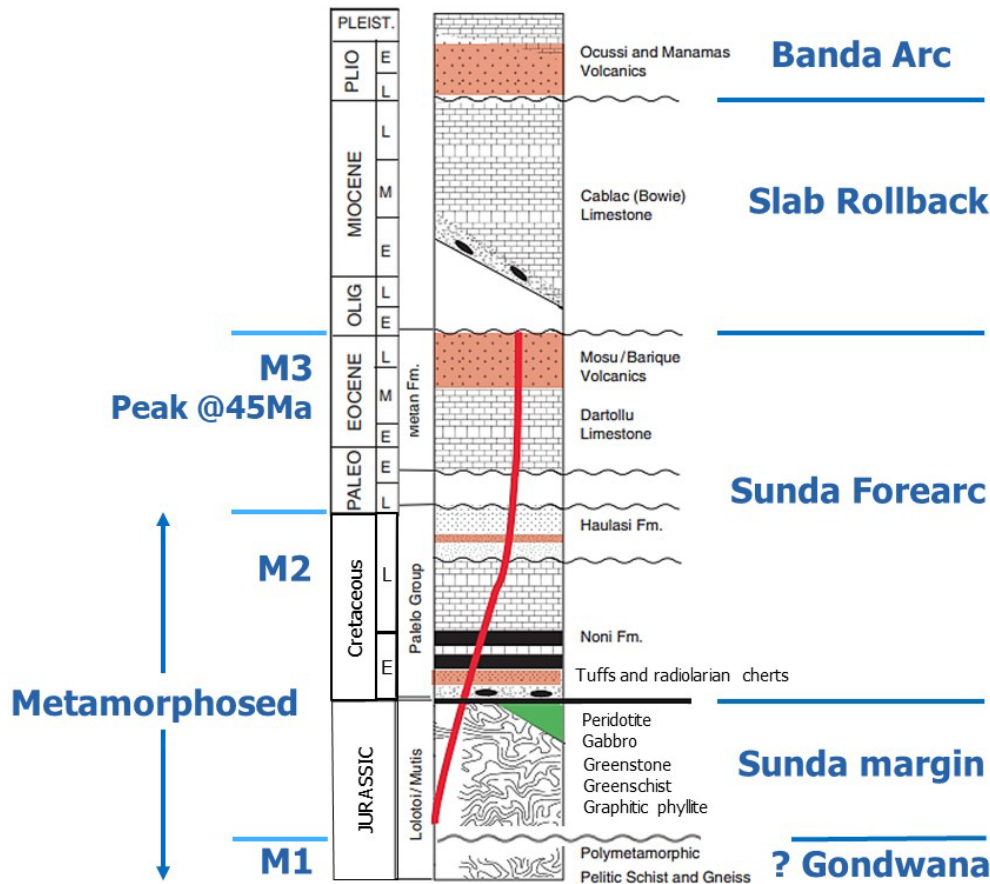 PLEIST.
PLIO
E
L
MIOCENE
L
M
E
OLIG
L
E
EOCENE
L
M
E
PALEO
E
L
Cretaceous
L
E
JURASSIC
Metan Fm.
Palelo Group
Lolotoi/Mutis
Ocussi and Manamas
Volcanics
Cablac (Bowie)
Limestone
Mosu/Barique
Volcanics
Dartollu
Limestone
Haulasi Fm.
Noni Fm.
Tuffs and radiolarian cherts
Peridotite
Gabbro
Greenstone
Greenschist
Graphitic phyllite
Polymetamorphic
Pelitic Schist and Gneiss
Banda Arc
Slab Rollback
Sunda Forearc
Sunda margin
? Gondwana
M3
Peak @45Ma
M2
Metamorphosed
M1